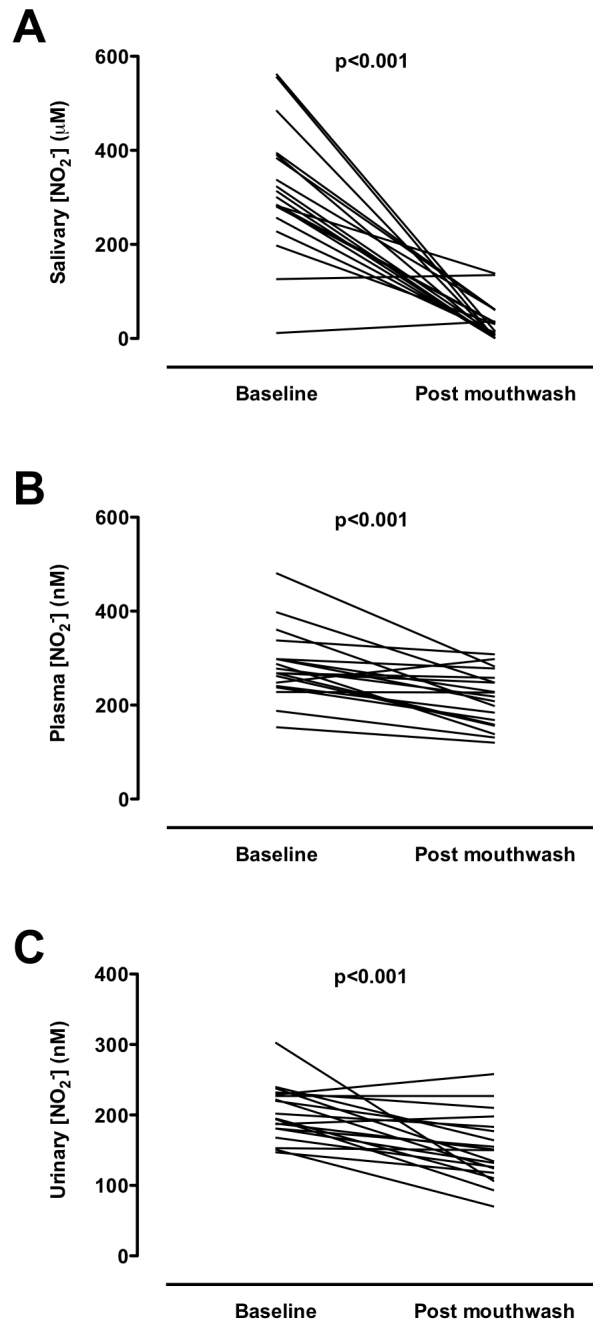 A
p<0.001
Salivary [NO₂⁻] (μM)
600
400
200
0
Baseline Post mouthwash
B
p<0.001
Plasma [NO₂⁻] (nM)
600
400
200
0
Baseline Post mouthwash
C
p<0.001
Urinary [NO₂⁻] (nM)
400
300
200
100
0
Baseline Post mouthwash